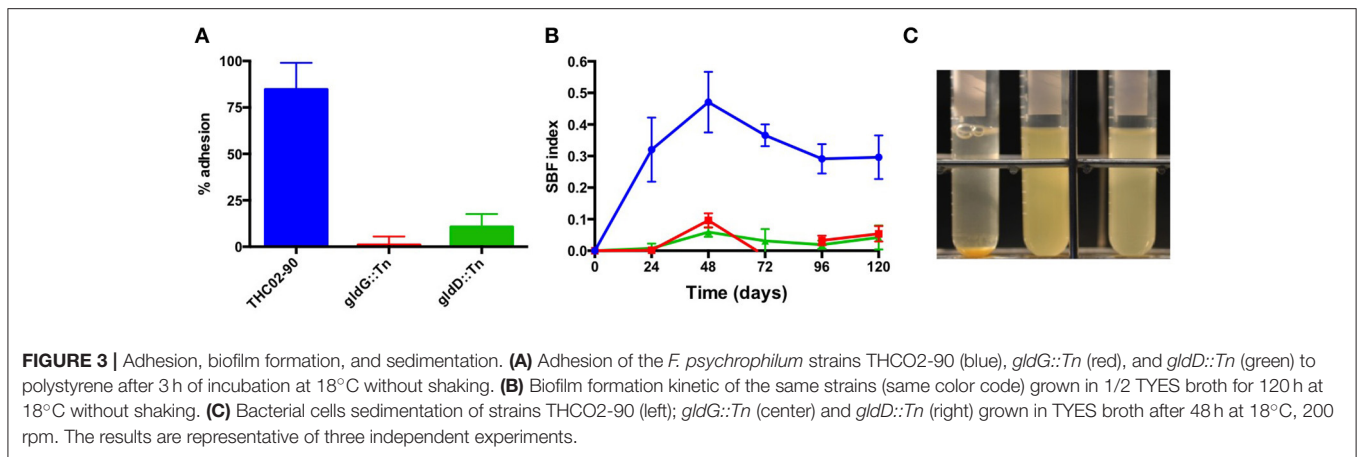 A
B
C
% adhesion
100
75
50
25
0
THC02-90
gldG::Tn
gldD::Tn
SBF index
0.6
0.5
0.4
0.3
0.2
0.1
0.0
0 24 48 72 96 120
Time (days)
FIGURE 3 | Adhesion, biofilm formation, and sedimentation. (A) Adhesion of the F. psychrophilum strains THCO2-90 (blue), gldG::Tn (red), and gldD::Tn (green) to
polystyrene after 3 h of incubation at 18°C without shaking. (B) Biofilm formation kinetic of the same strains (same color code) grown in 1/2 TYES broth for 120 h at
18°C without shaking. (C) Bacterial cells sedimentation of strains THCO2-90 (left); gldG::Tn (center) and gldD::Tn (right) grown in TYES broth after 48 h at 18°C, 200
rpm. The results are representative of three independent experiments.